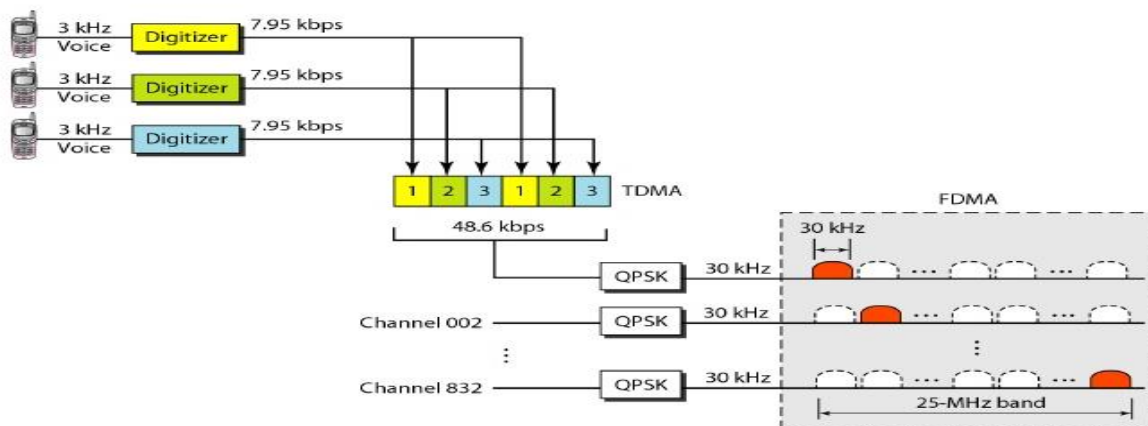 3 kHz
Voice
Digitizer
7.95 kbps
3 kHz
Voice
Digitizer
7.95 kbps
3 kHz
Voice
Digitizer
7.95 kbps
1 2 3 1 2 3 TDMA
48.6 kbps
FDMA
30 kHz
QPSK 30 kHz ... ...
Channel 002 QPSK 30 kHz ... ...
... ...
Channel 832 QPSK 30 kHz ... ...
25-MHz band